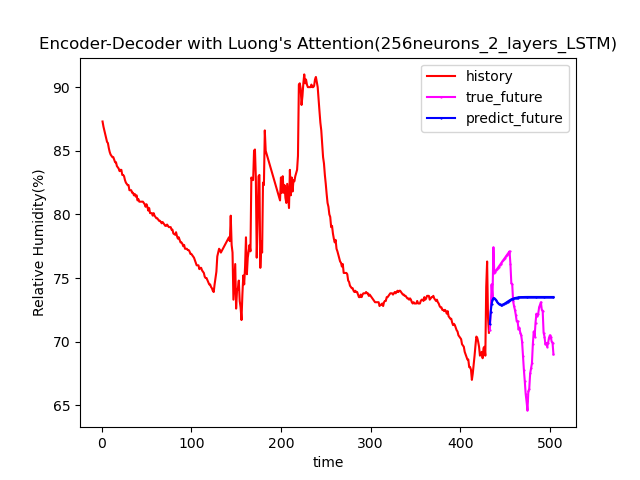 Encoder-Decoder with Luong's Attention(256neurons_2_layers_LSTM)
history
true_future
predict_future
90
85
80
75
70
65
Relative Humidity(%)
0 100 200 300 400 500
time